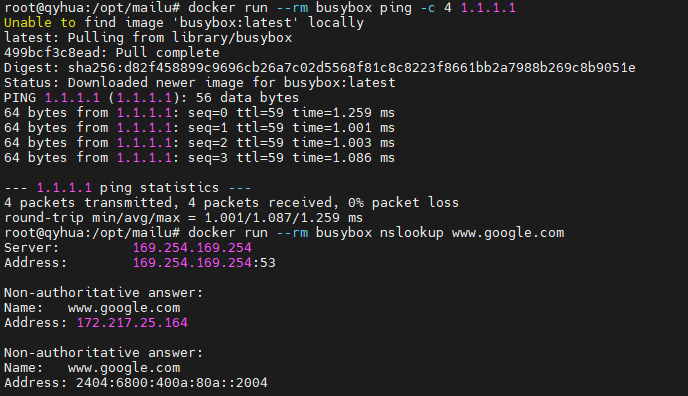 root@qyhua:/opt/mailu# docker run --rm busybox ping -c 4 1.1.1.1
Unable to find image 'busybox:latest' locally
latest: Pulling from library/busybox
499bcf3c8ead: Pull complete
Digest: sha256:d82f458899c9696cb26a7c02d5568f81c8c8223f8661bb2a7988b269c8b9051e
Status: Downloaded newer image for busybox:latest
PING 1.1.1.1 (1.1.1.1): 56 data bytes
64 bytes from 1.1.1.1: seq=0 ttl=59 time=1.259 ms
64 bytes from 1.1.1.1: seq=1 ttl=59 time=1.001 ms
64 bytes from 1.1.1.1: seq=2 ttl=59 time=1.003 ms
64 bytes from 1.1.1.1: seq=3 ttl=59 time=1.086 ms

--- 1.1.1.1 ping statistics ---
4 packets transmitted, 4 packets received, 0% packet loss
round-trip min/avg/max = 1.001/1.087/1.259 ms
root@qyhua:/opt/mailu# docker run --rm busybox nslookup www.google.com
Server:         169.254.169.254
Address:        169.254.169.254:53

Non-authoritative answer:
Name:   www.google.com
Address: 172.217.25.164

Non-authoritative answer:
Name:   www.google.com
Address: 2404:6800:400a:80a::2004